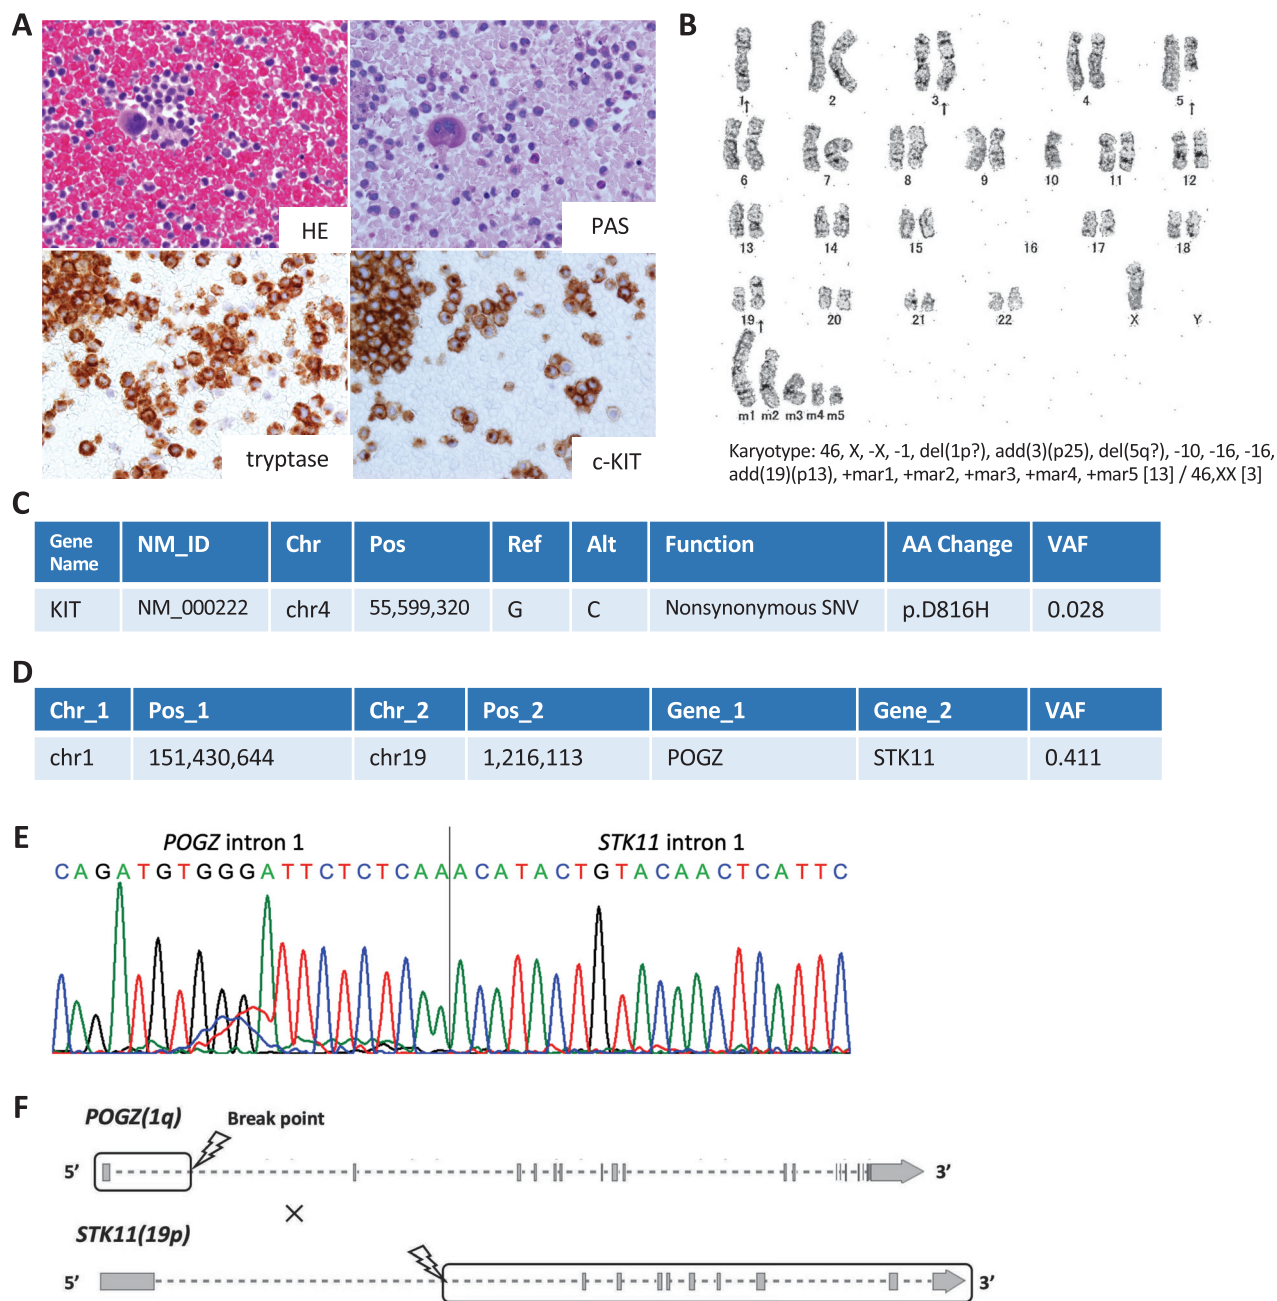 A
HE
PAS
tryptase
c-KIT
B
1 2 3 4 5
6 7 8 9 10 11 12
13 14 15 16 17 18
19 20 21 22 X Y
m1 m2 m3 m4 m5
Karyotype: 46, X, -X, -1, del(1p?), add(3)(p25), del(5q?), -10, -16, -16,
add(19)(p13), +mar1, +mar2, +mar3, +mar4, +mar5 [13] / 46,XX [3]
C
Gene Name NM_ID Chr Pos Ref Alt Function AA Change VAF
KIT NM_000222 chr4 55,599,320 G C Nonsynonymous SNV p.D816H 0.028
D
Chr_1 Pos_1 Chr_2 Pos_2 Gene_1 Gene_2 VAF
chr1 151,430,644 chr19 1,216,113 POGZ STK11 0.411
E
POGZ intron 1 STK11 intron 1
C A G A T G T G G G A T T C T C T C A A A C A T A C T G T A C A A C T C A T T C
F
POGZ(1q) Break point
5' 3'
×
STK11(19p)
5' 3'